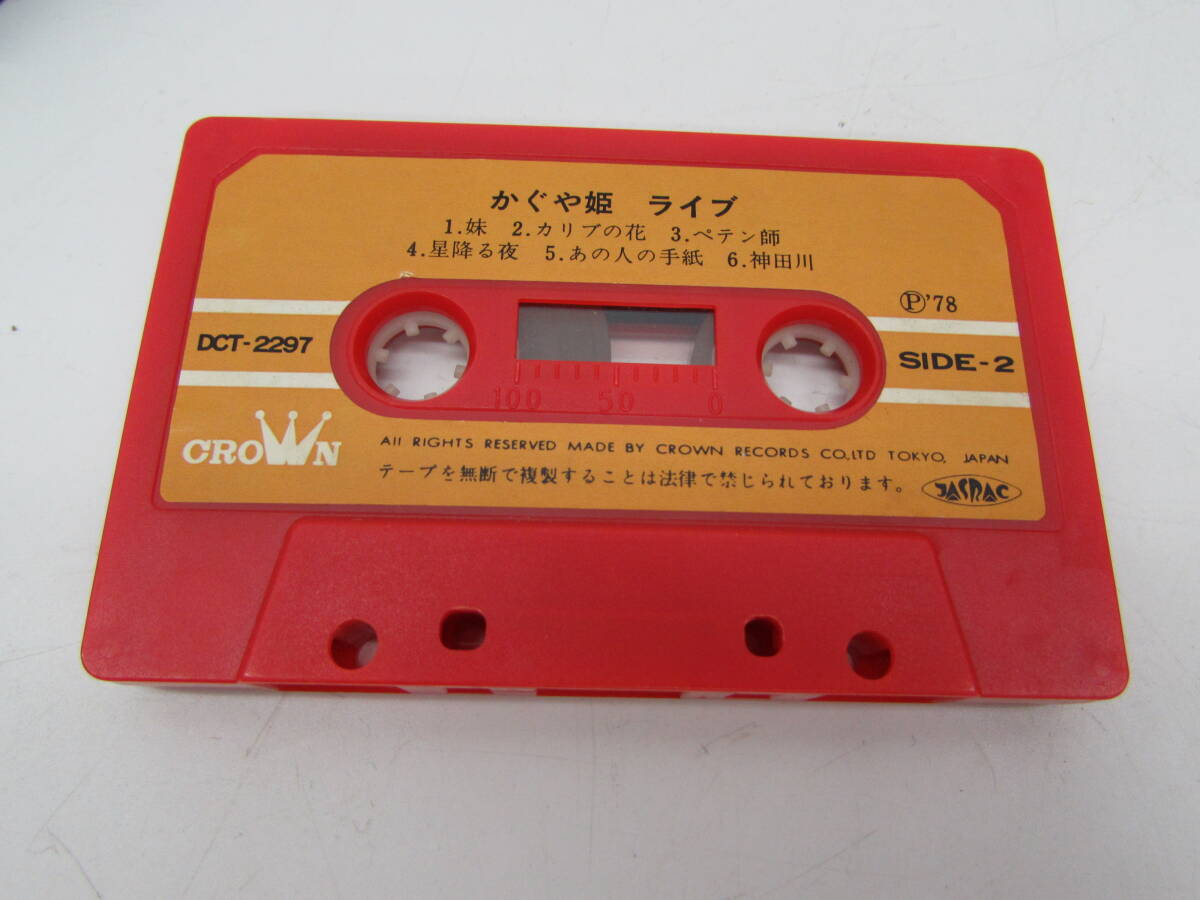 かぐや姫 ライブ
1.妹 2.カリブの花 3.ペテン師
4.星降る夜 5.あの人の手紙 6.神田川
Ⓟ'78
DCT-2297
SIDE-2
100 50 0
CROWN
All RIGHTS RESERVED MADE BY CROWN RECORDS CO,LTD TOKYO, JAPAN
テープを無断で複製することは法律で禁じられております。
JASRAC